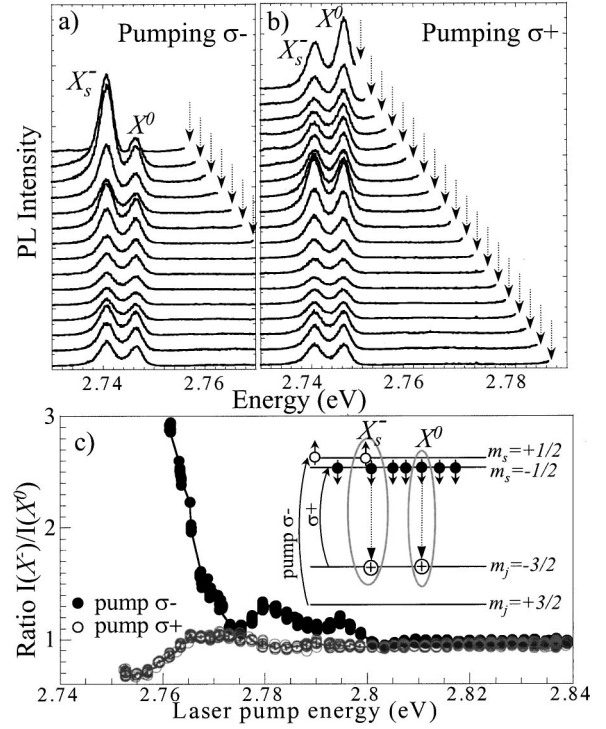 a) Pumping σ-
X_s^- X^0
b) X^0 Pumping σ+
X_s^-
PL Intensity
2.74 2.76 2.74 2.76 2.78
Energy (eV)
c)
3
2
1
Ratio I(X^-)/I(X^0)
pump σ-
pump σ+
X_s^- X^0
m_s=+1/2
m_s=-1/2
pump σ-
σ+
m_j=-3/2
m_j=+3/2
2.74 2.76 2.78 2.8 2.82 2.84
Laser pump energy (eV)